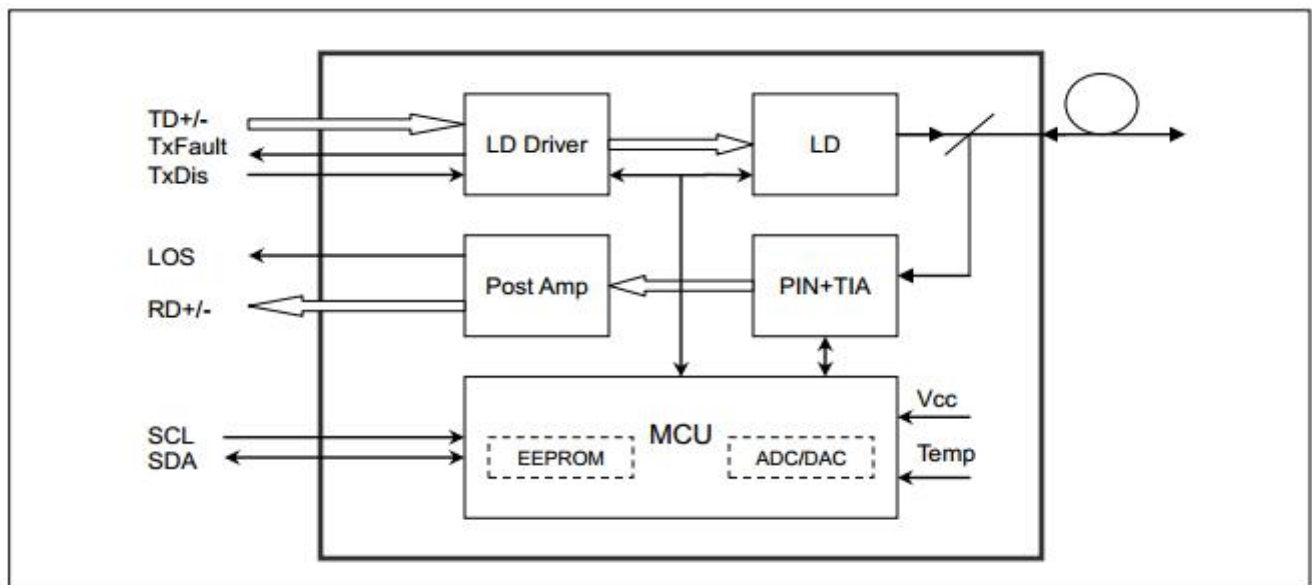 TD+/-
TxFault
TxDis
LD Driver
LD
LOS
RD+/-
Post Amp
PIN+TIA
SCL
SDA
MCU
EEPROM
ADC/DAC
Vcc
Temp